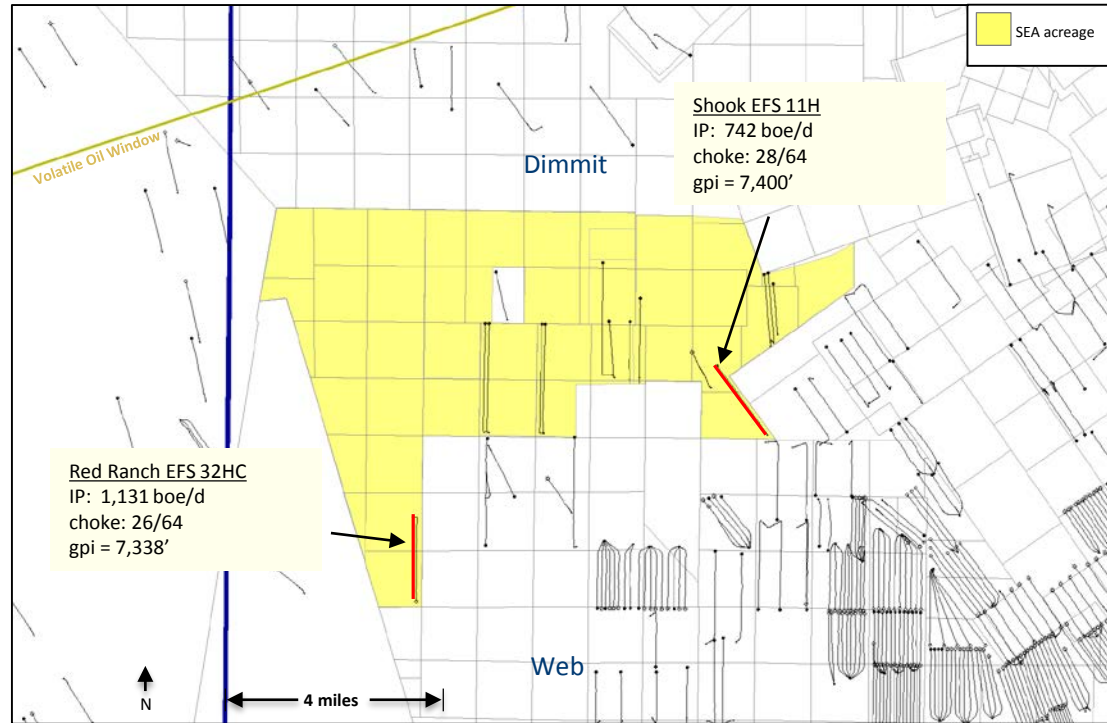 SEA acreage
Shook EFS 11H
IP: 742 boe/d
choke: 28/64
gpi = 7,400’
Dimmit
Volatile Oil Window
Red Ranch EFS 32HC
IP: 1,131 boe/d
choke: 26/64
gpi = 7,338’
Web
N
4 miles